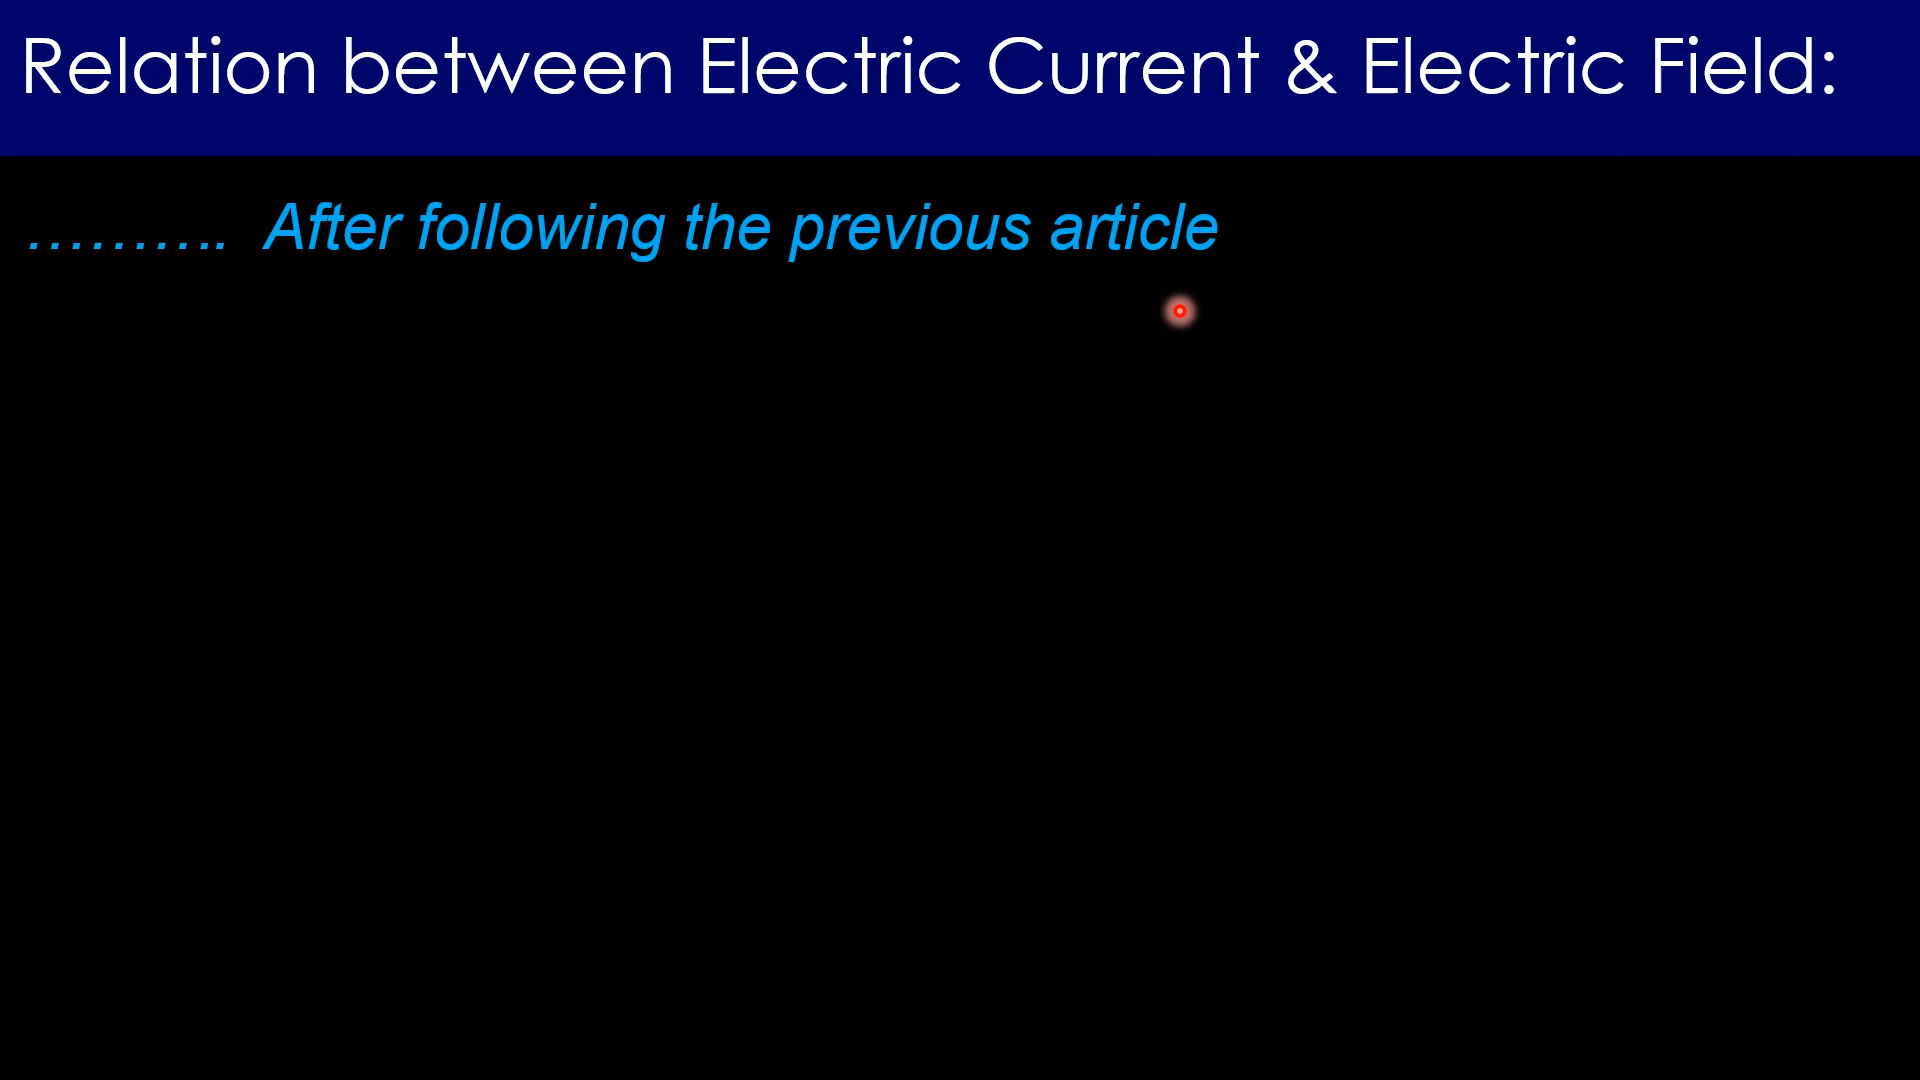 Relation between Electric Current & Electric Field:
……….. After following the previous article